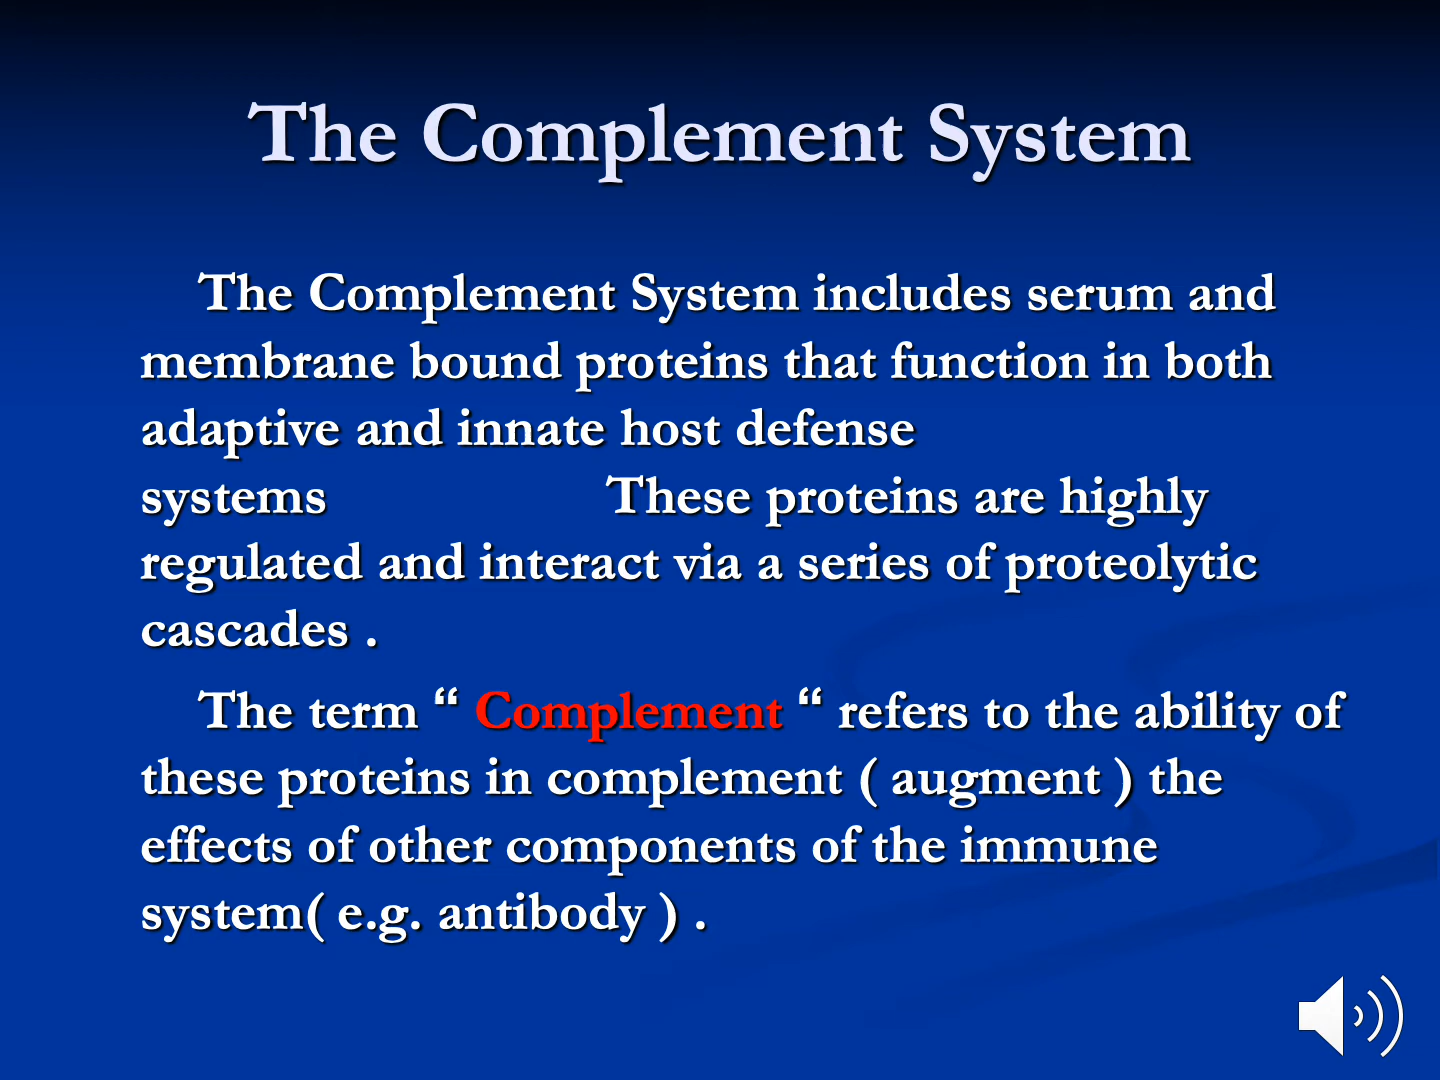 The Complement System
The Complement System includes serum and
membrane bound proteins that function in both
adaptive and innate host defense
systems These proteins are highly
regulated and interact via a series of proteolytic
cascades .
The term “ Complement “ refers to the ability of
these proteins in complement ( augment ) the
effects of other components of the immune
system( e.g. antibody ) .